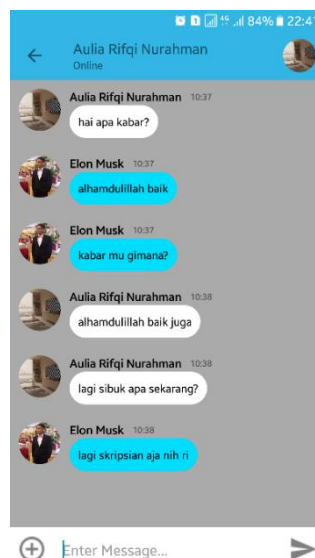 84% 22:41
Aulia Rifqi Nurahman
Online
Aulia Rifqi Nurahman 10:37
hai apa kabar?
Elon Musk 10:37
alhamdulillah baik
Elon Musk 10:37
kabar mu gimana?
Aulia Rifqi Nurahman 10:38
alhamdulillah baik juga
Aulia Rifqi Nurahman 10:38
lagi sibuk apa sekarang?
Elon Musk 10:38
lagi skripsian aja nih ri
Enter Message...